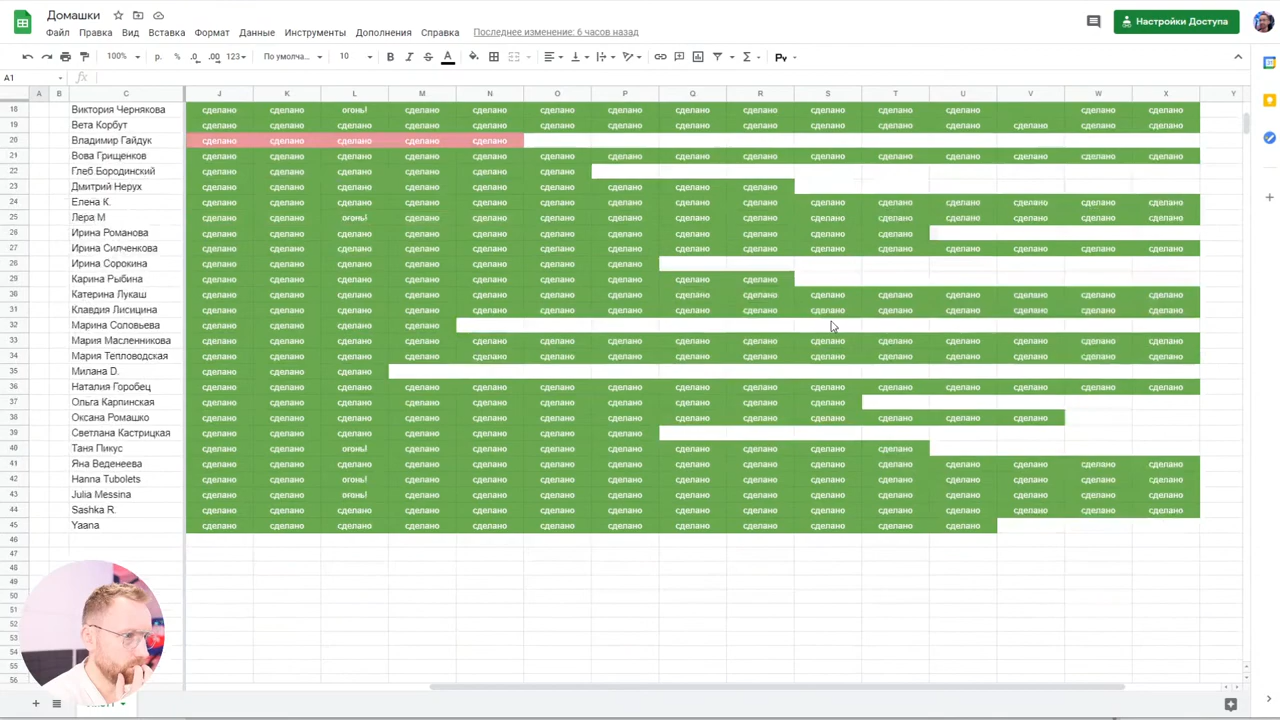 Домашки
Файл Правка Вид Вставка Формат Данные Инструменты Дополнения Справка Последнее изменение: 6 часов назад
Настройки Доступа
100% р. % .0 .00 123 По умолча... 10
A1
A B C J K L M N O P Q R S T U V W X Y
18 Виктория Чернякова сделано сделано огонь! сделано сделано сделано сделано сделано сделано сделано сделано сделано сделано сделано
19 Вета Корбут сделано сделано сделано сделано сделано сделано сделано сделано сделано сделано сделано сделано сделано сделано сделано
20 Владимир Гайдук сделано сделано сделано сделано сделано
21 Вова Грищенков сделано сделано сделано сделано сделано сделано сделано сделано сделано сделано сделано сделано сделано сделано сделано
22 Глеб Бородинский сделано сделано сделано сделано сделано сделано
23 Дмитрий Нерух сделано сделано сделано сделано сделано сделано сделано сделано сделано
24 Елена К. сделано сделано сделано сделано сделано сделано сделано сделано сделано сделано сделано сделано сделано сделано сделано
25 Лера М сделано сделано огонь! сделано сделано сделано сделано сделано сделано сделано сделано сделано сделано сделано сделано
26 Ирина Романова сделано сделано сделано сделано сделано сделано сделано сделано сделано сделано сделано
27 Ирина Силченкова сделано сделано сделано сделано сделано сделано сделано сделано сделано сделано сделано сделано сделано сделано сделано
28 Ирина Сорокина сделано сделано сделано сделано сделано сделано сделано
29 Карина Рыбина сделано сделано сделано сделано сделано сделано сделано сделано сделано
30 Катерина Лукаш сделано сделано сделано сделано сделано сделано сделано сделано сделано сделано сделано сделано сделано сделано сделано
31 Клавдия Лисицина сделано сделано сделано сделано сделано сделано сделано сделано сделано сделано сделано сделано сделано сделано сделано
32 Марина Соловьева сделано сделано сделано сделано
33 Мария Масленникова сделано сделано сделано сделано сделано сделано сделано сделано сделано сделано сделано сделано сделано сделано сделано
34 Мария Тепловодская сделано сделано сделано сделано сделано сделано сделано сделано сделано сделано сделано сделано сделано сделано сделано
35 Милана D. сделано сделано сделано
36 Наталия Горобец сделано сделано сделано сделано сделано сделано сделано сделано сделано сделано сделано сделано сделано сделано сделано
37 Ольга Карпинская сделано сделано сделано сделано сделано сделано сделано сделано сделано сделано
38 Оксана Ромашко сделано сделано сделано сделано сделано сделано сделано сделано сделано сделано сделано сделано сделано
39 Светлана Кастрицкая сделано сделано сделано сделано сделано сделано сделано
40 Таня Пикус сделано сделано огонь! сделано сделано сделано сделано сделано сделано сделано сделано
41 Яна Веденеева сделано сделано сделано сделано сделано сделано сделано сделано сделано сделано сделано сделано сделано сделано сделано
42 Hanna Tubolets сделано сделано огонь! сделано сделано сделано сделано сделано сделано сделано сделано сделано сделано сделано сделано
43 Julia Messina сделано сделано огонь! сделано сделано сделано сделано сделано сделано сделано сделано сделано сделано сделано сделано
44 Sashka R. сделано сделано сделано сделано сделано сделано сделано сделано сделано сделано сделано сделано сделано сделано сделано
45 Yaana сделано сделано сделано сделано сделано сделано сделано сделано сделано сделано сделано сделано
46
47
48
49
50
51
52
53
54
55
56